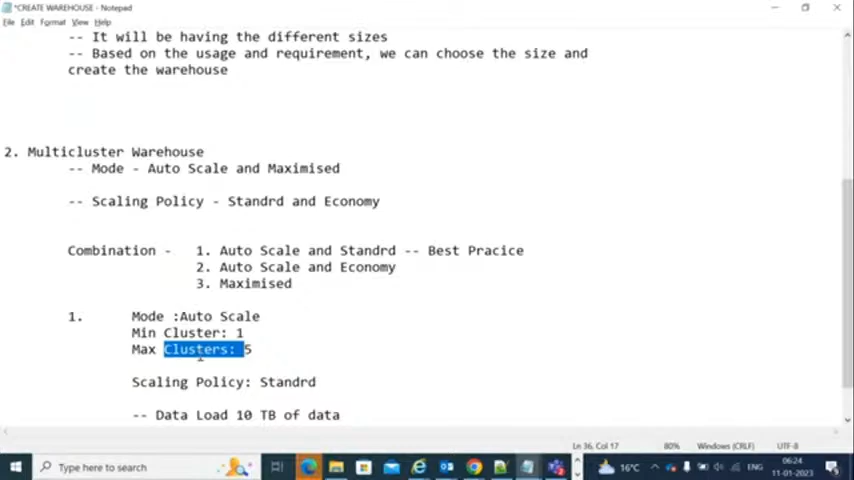 *CREATE WAREHOUSE - Notepad
File Edit Format View Help
-- It will be having the different sizes
-- Based on the usage and requirement, we can choose the size and
create the warehouse
2. Multicluster Warehouse
-- Mode - Auto Scale and Maximised
-- Scaling Policy - Standrd and Economy
Combination - 1. Auto Scale and Standrd -- Best Pracice
2. Auto Scale and Economy
3. Maximised
1. Mode :Auto Scale
Min Cluster: 1
Max Clusters: 5
Scaling Policy: Standrd
-- Data Load 10 TB of data
Ln 36, Col 17 80% Windows (CRLF) UTF-8
Type here to search 16°C ENG 06:24
11-01-2023